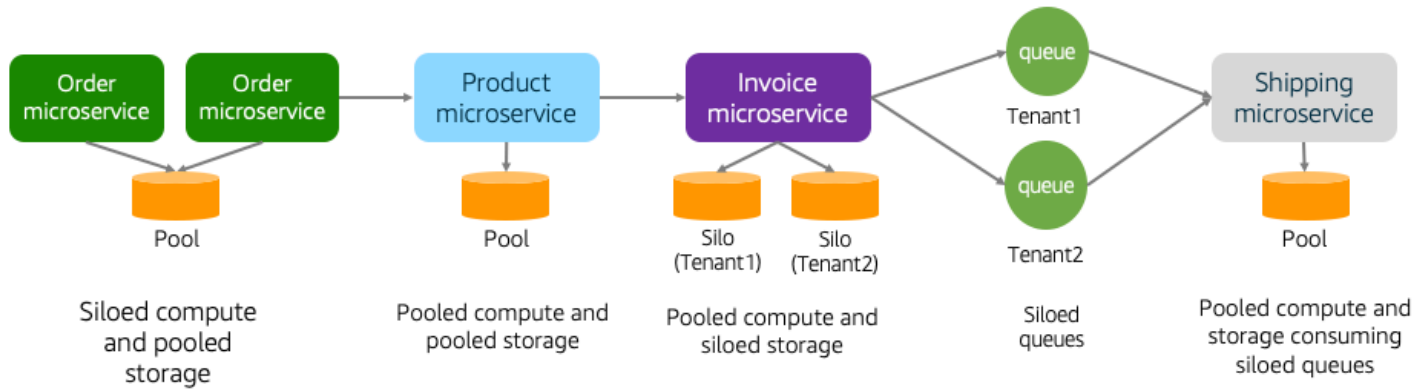 Order
microservice
Order
microservice
Product
microservice
Invoice
microservice
queue
Tenant1
queue
Tenant2
Shipping
microservice
Pool
Pool
Silo
(Tenant1)
Silo
(Tenant2)
Pool
Siloed compute
and pooled
storage
Pooled compute and
pooled storage
Pooled compute and
siloed storage
Siloed
queues
Pooled compute and
storage consuming
siloed queues